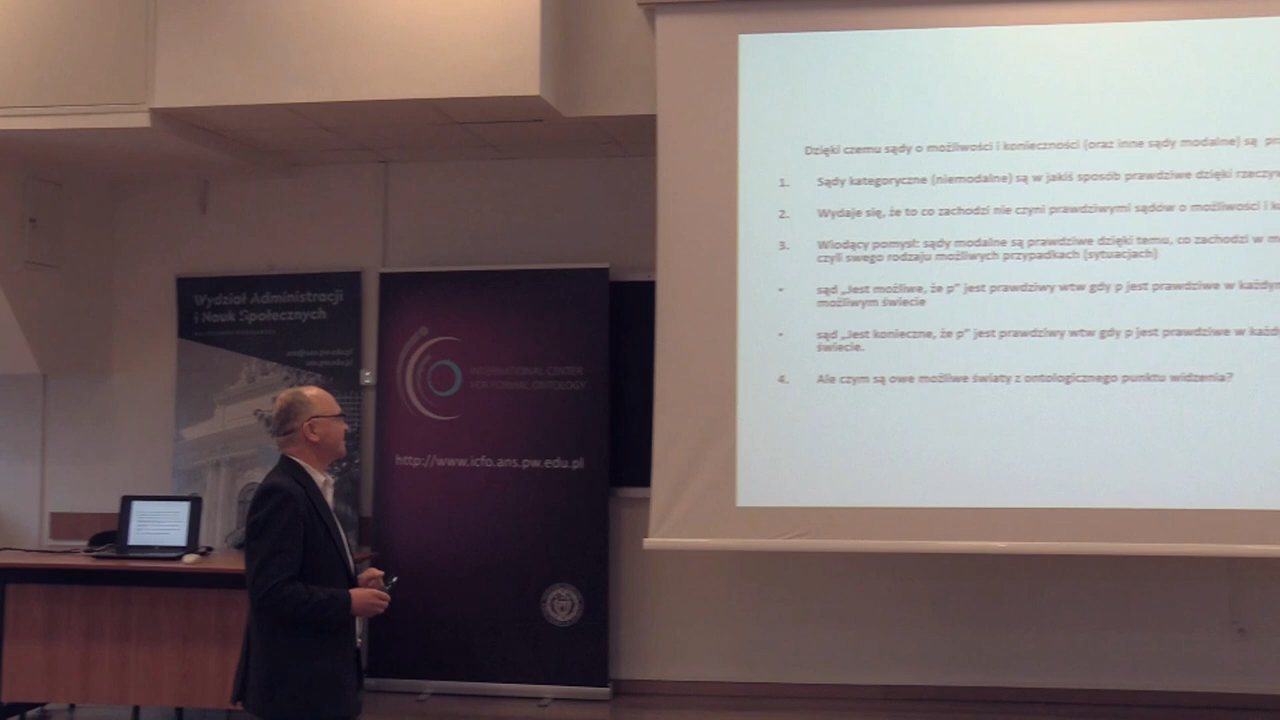 Dzięki czemu sądy o możliwości i konieczności (oraz inne sądy modalne) są
1. Sądy kategoryczne (niemodalne) są w jakiś sposób prawdziwe dzięki
2. Wydaje się, że to co zachodzi nie czyni prawdziwymi sądów o możliwości i
3. Wiodący pomysł: sądy modalne są prawdziwe dzięki temu, co zachodzi w
czyli swego rodzaju możliwych przypadkach (sytuacjach)
- sąd „Jest możliwe, że p” jest prawdziwy wtw gdy p jest prawdziwe w
możliwym świecie
- sąd „Jest konieczne, że p” jest prawdziwy wtw gdy p jest prawdziwe w
świecie.
4. Ale czym są owe możliwe światy z ontologicznego punktu widzenia?
Wydział Administracji
i Nauk Społecznych
ans.pw.edu.pl
INTERNATIONAL CENTER
FOR FORMAL ONTOLOGY
http://www.icfo.ans.pw.edu.pl